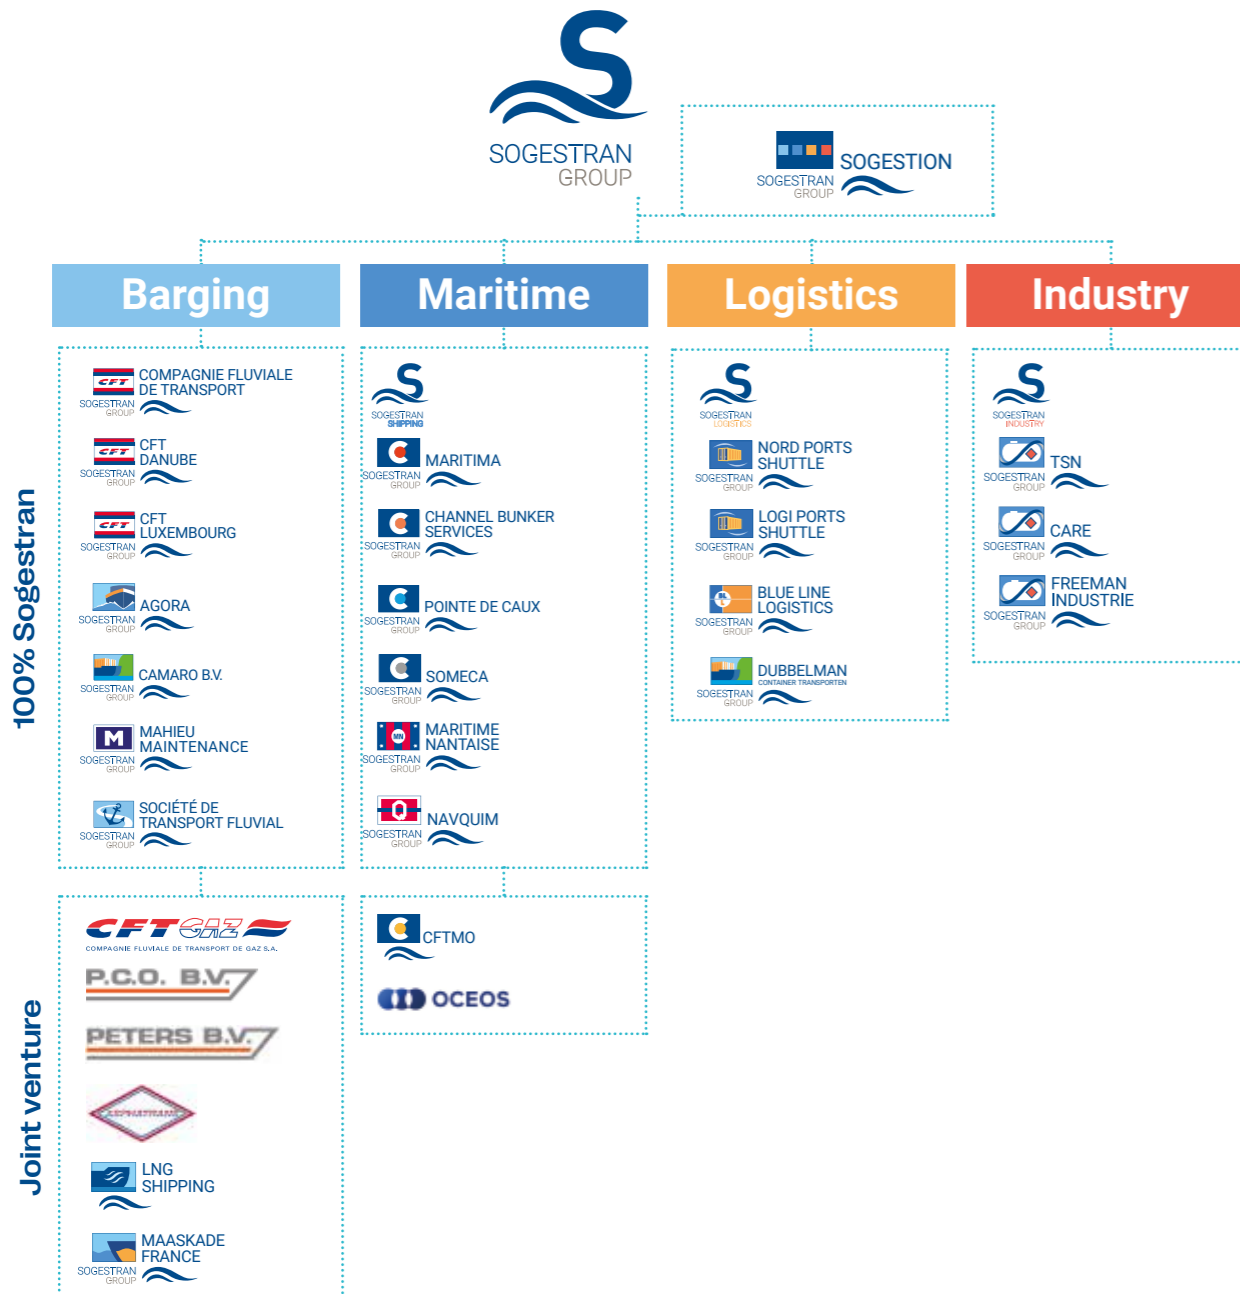 SOGESTRAN
GROUP
SOGESTION
SOGESTRAN
GROUP
Barging
Maritime
Logistics
Industry
100% Sogestran
CFT
COMPAGNIE FLUVIALE
DE TRANSPORT
SOGESTRAN
GROUP
CFT
CFT
DANUBE
SOGESTRAN
GROUP
CFT
CFT
LUXEMBOURG
SOGESTRAN
GROUP
AGORA
SOGESTRAN
GROUP
CAMARO B.V.
SOGESTRAN
GROUP
M
MAHIEU
MAINTENANCE
SOGESTRAN
GROUP
SOCIÉTÉ DE
TRANSPORT FLUVIAL
SOGESTRAN
GROUP
SOGESTRAN
SHIPPING
MARITIMA
SOGESTRAN
GROUP
CHANNEL BUNKER
SERVICES
SOGESTRAN
GROUP
POINTE DE CAUX
SOGESTRAN
GROUP
SOMECA
SOGESTRAN
GROUP
MN
MARITIME
NANTAISE
SOGESTRAN
GROUP
Q
NAVQUIM
SOGESTRAN
GROUP
SOGESTRAN
LOGISTICS
NORD PORTS
SHUTTLE
SOGESTRAN
GROUP
LOGI PORTS
SHUTTLE
SOGESTRAN
GROUP
BL
L
BLUE LINE
LOGISTICS
SOGESTRAN
GROUP
DUBBELMAN
CONTAINER TRANSPORTEN
SOGESTRAN
GROUP
SOGESTRAN
INDUSTRY
TSN
SOGESTRAN
GROUP
CARE
SOGESTRAN
GROUP
FREEMAN
INDUSTRIE
SOGESTRAN
GROUP
Joint venture
CFT GAZ
COMPAGNIE FLUVIALE DE TRANSPORT DE GAZ S.A.
P.C.O. B.V.
PETERS B.V.
LNG
SHIPPING
MAASKADE
FRANCE
SOGESTRAN
GROUP
CFTMO
OCEOS